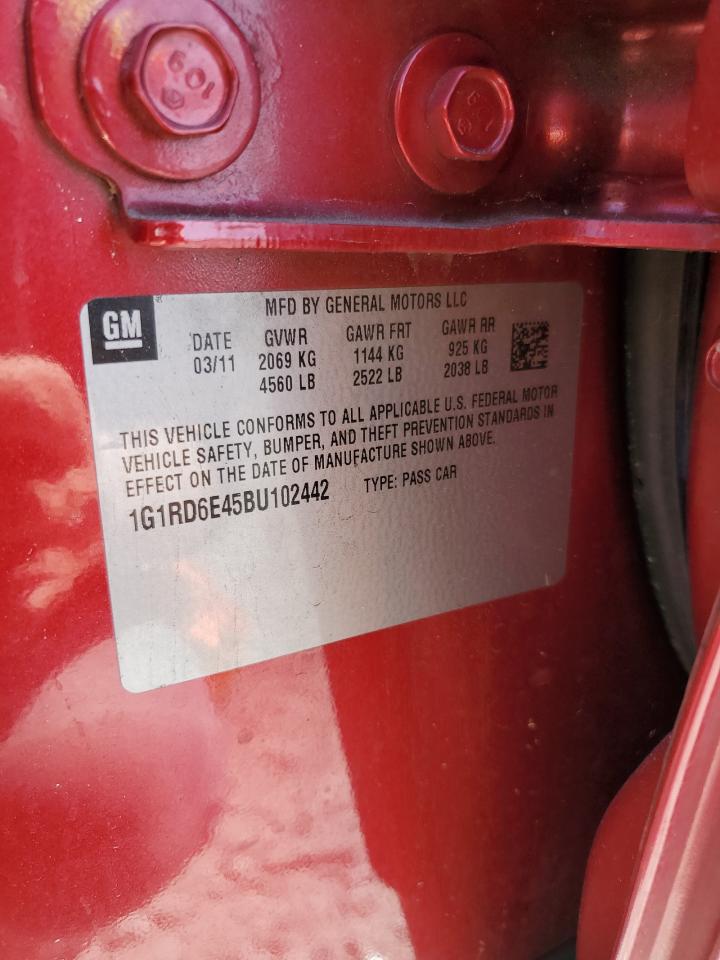 109
109
GM
MFD BY GENERAL MOTORS LLC
DATE GVWR GAWR FRT GAWR RR
03/11 2069 KG 1144 KG 925 KG
4560 LB 2522 LB 2038 LB
THIS VEHICLE CONFORMS TO ALL APPLICABLE U.S. FEDERAL MOTOR
VEHICLE SAFETY, BUMPER, AND THEFT PREVENTION STANDARDS IN
EFFECT ON THE DATE OF MANUFACTURE SHOWN ABOVE.
1G1RD6E45BU102442 TYPE: PASS CAR